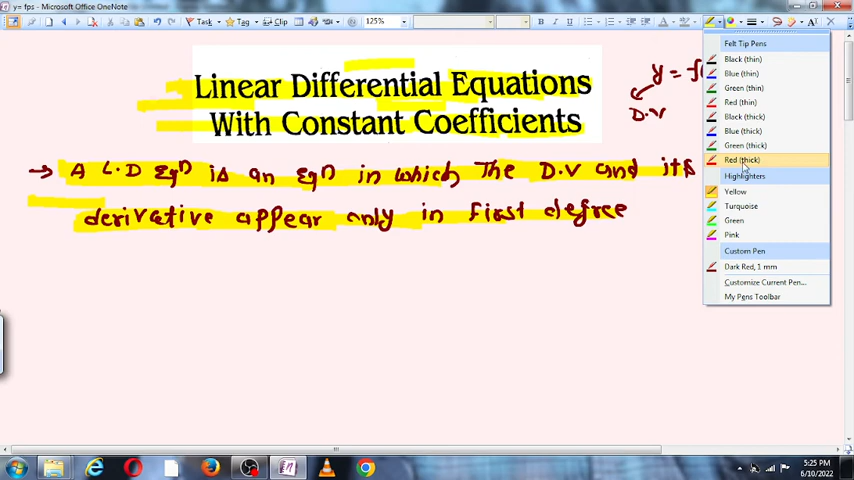 y= fps - Microsoft Office OneNote
Task
Tag
Clip
125%
Linear Differential Equations
With Constant Coefficients
y = f(
D.V
→ A L.D Eqn is an Eqn in which The D.V and its
derivative appear only in first degree
Felt Tip Pens
Black (thin)
Blue (thin)
Green (thin)
Red (thin)
Black (thick)
Blue (thick)
Green (thick)
Red (thick)
Highlighters
Yellow
Turquoise
Green
Pink
Custom Pen
Dark Red, 1 mm
Customize Current Pen...
My Pens Toolbar
5:25 PM
6/10/2022